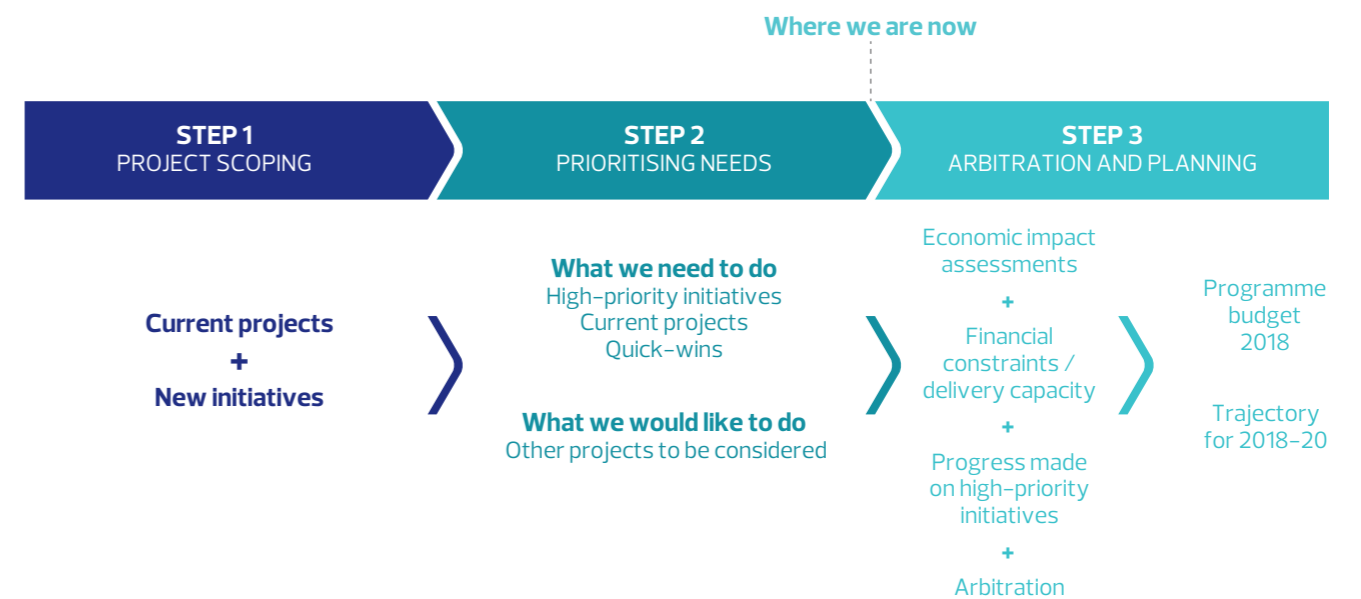 Where we are now
STEP 1
PROJECT SCOPING
STEP 2
PRIORITISING NEEDS
STEP 3
ARBITRATION AND PLANNING
Current projects
+
New initiatives
What we need to do
High-priority initiatives
Current projects
Quick-wins
What we would like to do
Other projects to be considered
Economic impact
assessments
+
Financial
constraints /
delivery capacity
+
Progress made
on high-priority
initiatives
+
Arbitration
Programme
budget
2018
Trajectory
for 2018-20